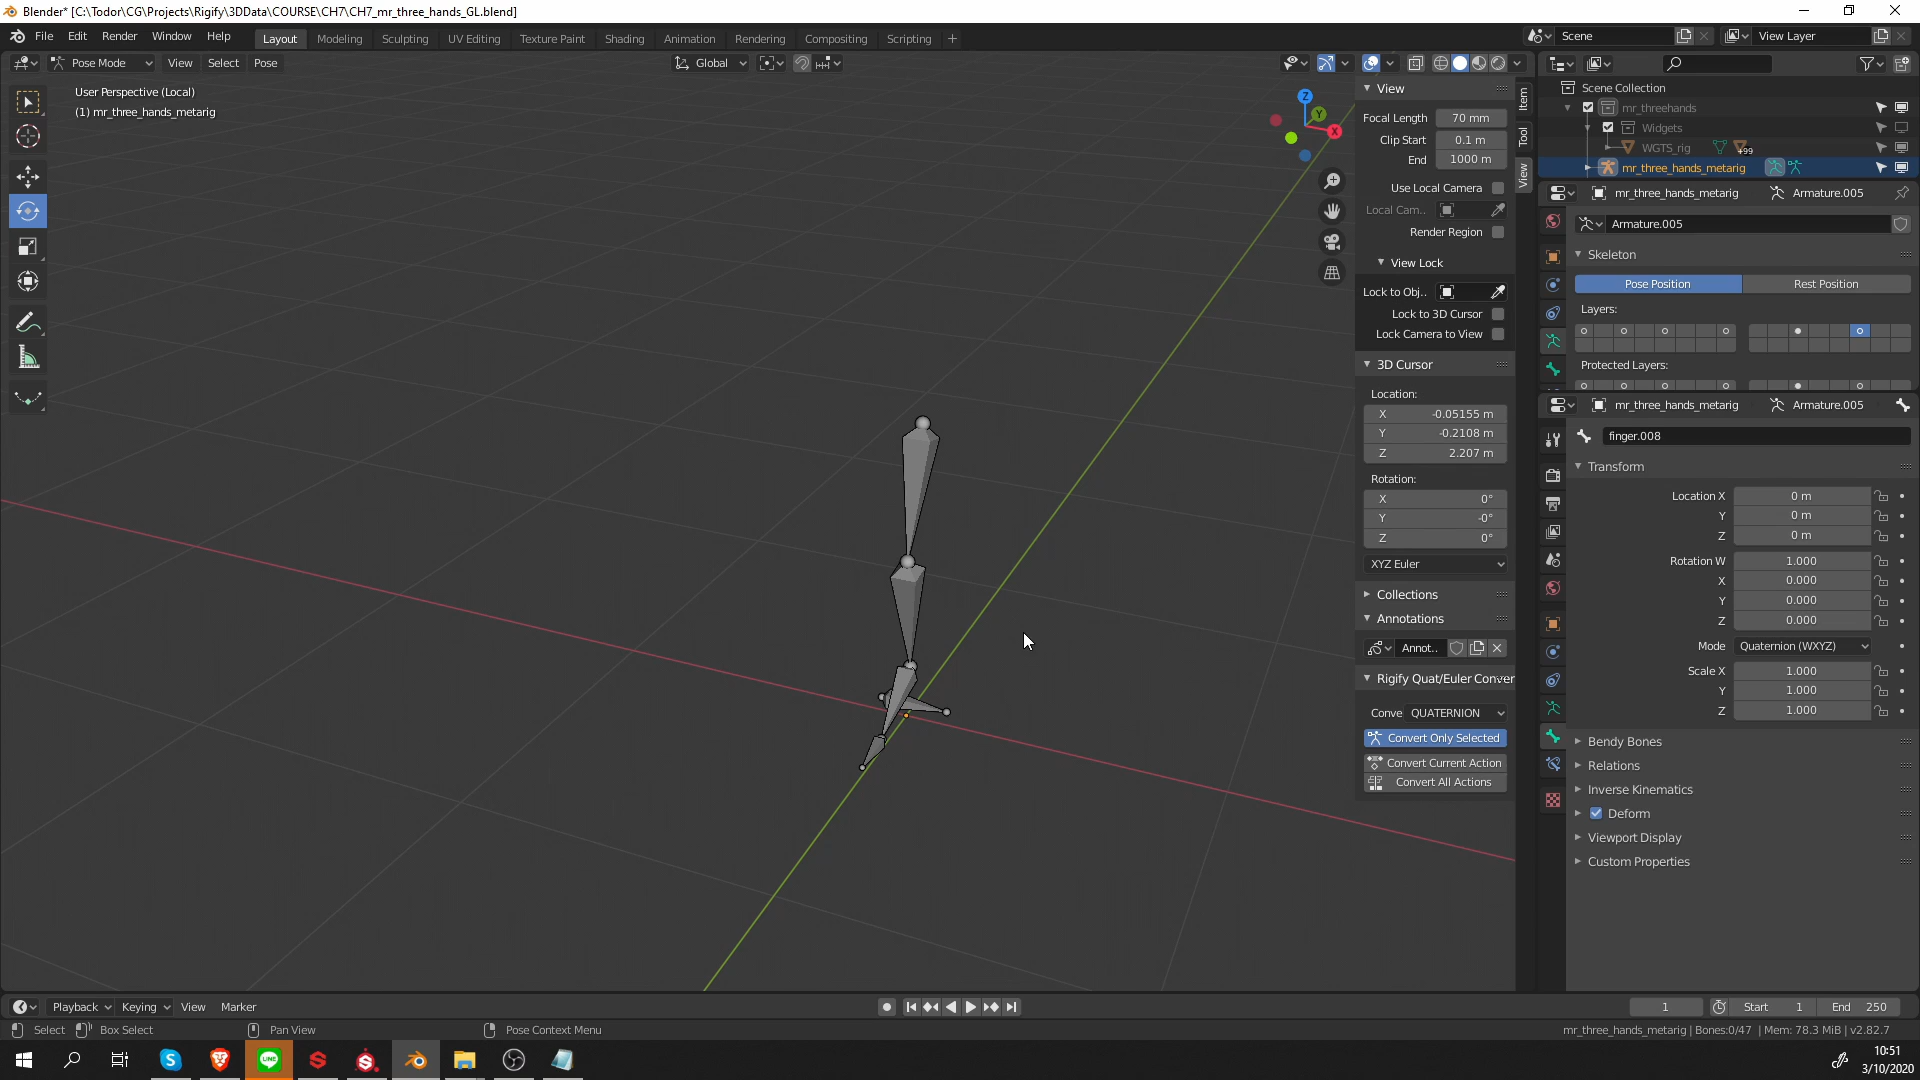 Blender* [C:\Todor\CG\Projects\Rigify\3DData\COURSE\CH7\CH7_mr_three_hands_GL.blend]
File Edit Render Window Help Layout Modeling Sculpting UV Editing Texture Paint Shading Animation Rendering Compositing Scripting Scene View Layer
Pose Mode View Select Pose Global
User Perspective (Local)
(1) mr_three_hands_metarig
Z
Y
X
View
Focal Length 70 mm
Clip Start 0.1 m
End 1000 m
Use Local Camera
Local Cam..
Render Region
View Lock
Lock to Obj..
Lock to 3D Cursor
Lock Camera to View
3D Cursor
Location:
X -0.05155 m
Y -0.2108 m
Z 2.207 m
Rotation:
X 0°
Y -0°
Z 0°
XYZ Euler
Collections
Annotations
Annot..
Rigify Quat/Euler Conver
Conve QUATERNION
Convert Only Selected
Convert Current Action
Convert All Actions
Item
Tool
View
Scene Collection
mr_threehands
Widgets
WGTS_rig +99
mr_three_hands_metarig
mr_three_hands_metarig Armature.005
Armature.005
Skeleton
Pose Position Rest Position
Layers:
Protected Layers:
mr_three_hands_metarig Armature.005
finger.008
Transform
Location X 0 m
Y 0 m
Z 0 m
Rotation W 1.000
X 0.000
Y 0.000
Z 0.000
Mode Quaternion (WXYZ)
Scale X 1.000
Y 1.000
Z 1.000
Bendy Bones
Relations
Inverse Kinematics
Deform
Viewport Display
Custom Properties
Playback Keying View Marker 1 Start 1 End 250
Select Box Select Pan View Pose Context Menu mr_three_hands_metarig | Bones:0/47 | Mem: 78.3 MiB | v2.82.7
LINE
10:51
3/10/2020